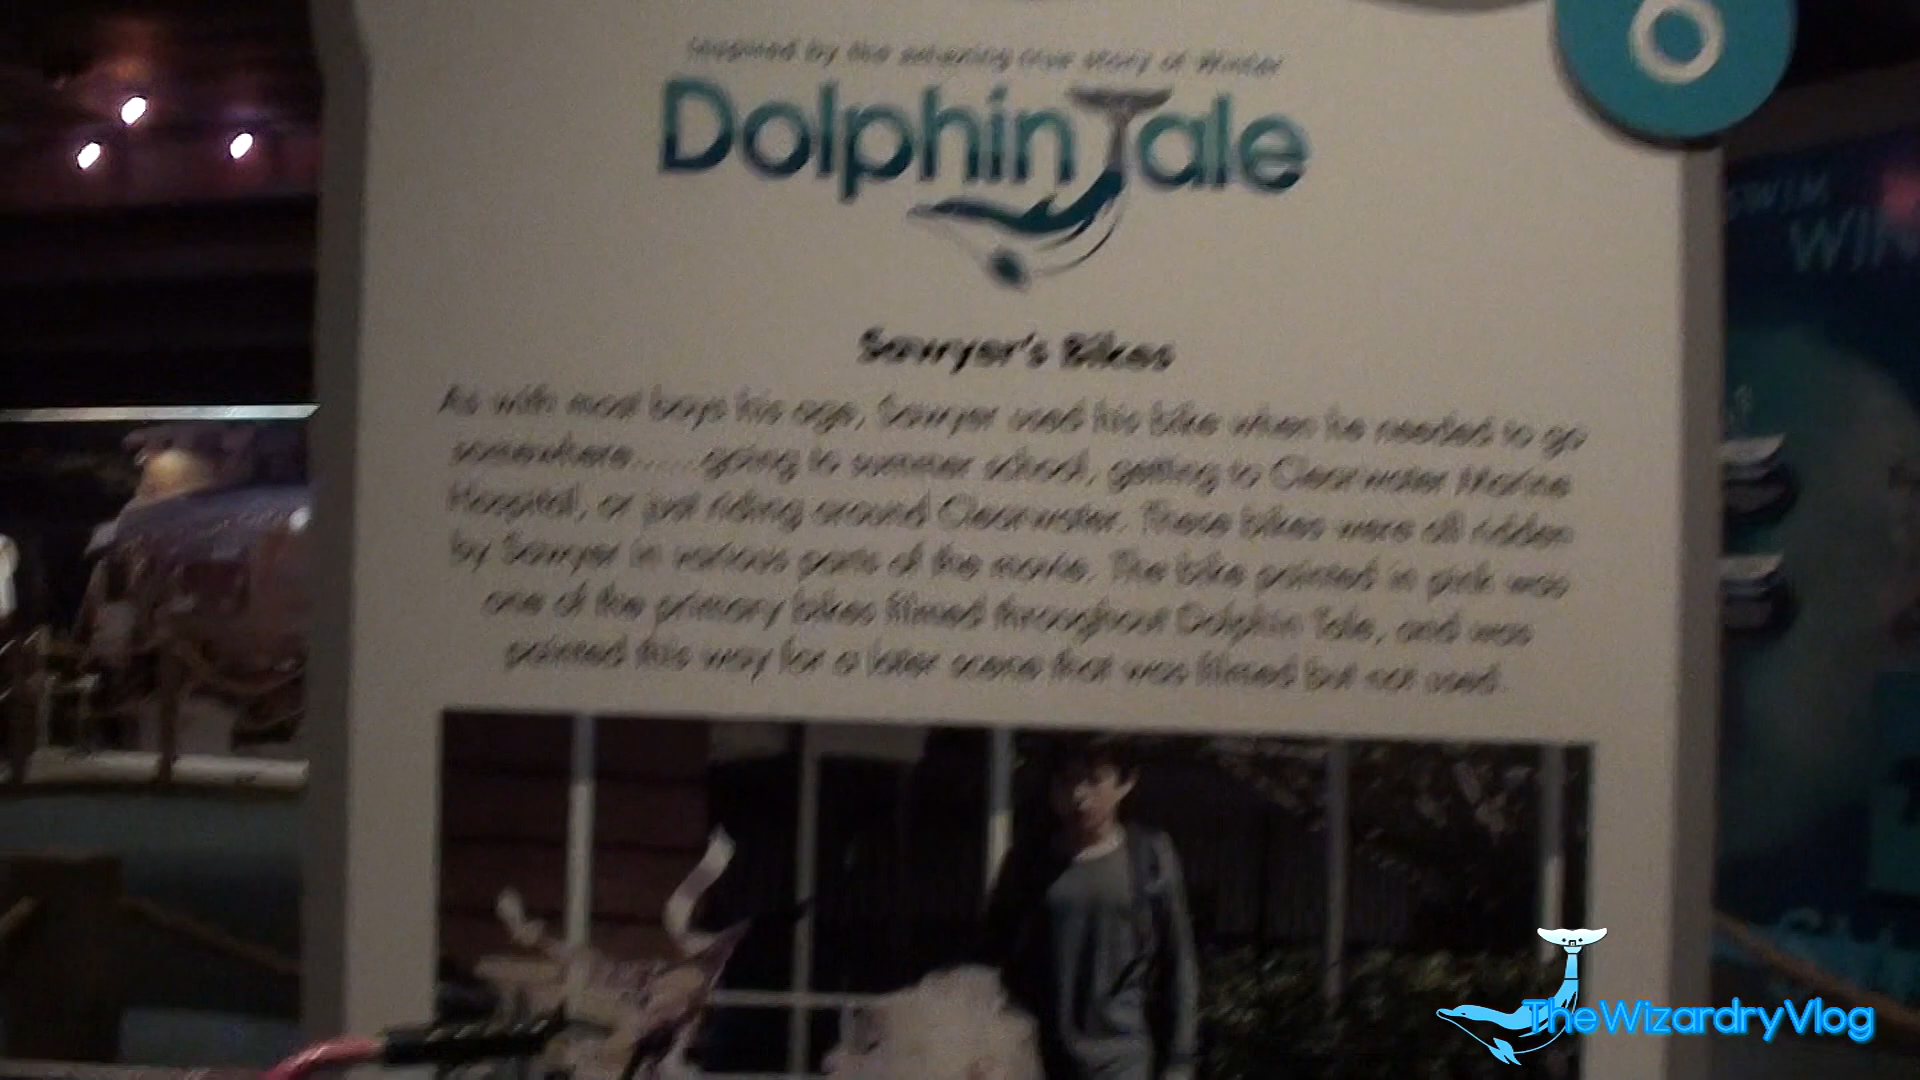 6
Inspired by the amazing true story of Winter
Dolphin Tale
SWIM
WIN
Sawyer's Bikes
As with most boys his age, Sawyer used his bike when he needed to go
somewhere......going to summer school, getting to Clearwater Marine
Hospital, or just riding around Clearwater. These bikes were all ridden
by Sawyer in various parts of the movie. The bike painted in pink was
one of the primary bikes filmed throughout Dolphin Tale, and was
painted this way for a later scene that was filmed but not used.
TheWizardryVlog